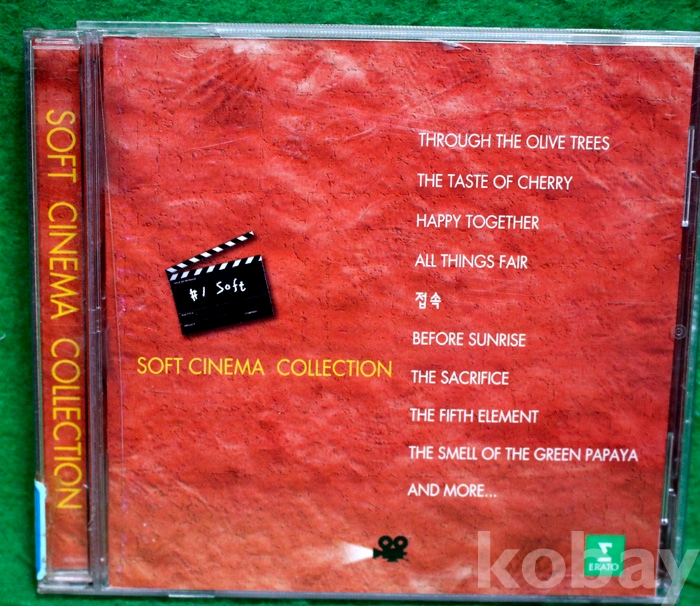 SOFT CINEMA COLLECTION
THROUGH THE OLIVE TREES
THE TASTE OF CHERRY
HAPPY TOGETHER
ALL THINGS FAIR
접속
BEFORE SUNRISE
THE SACRIFICE
THE FIFTH ELEMENT
THE SMELL OF THE GREEN PAPAYA
AND MORE...
#1 Soft
SOFT CINEMA COLLECTION
ERATO
kobay